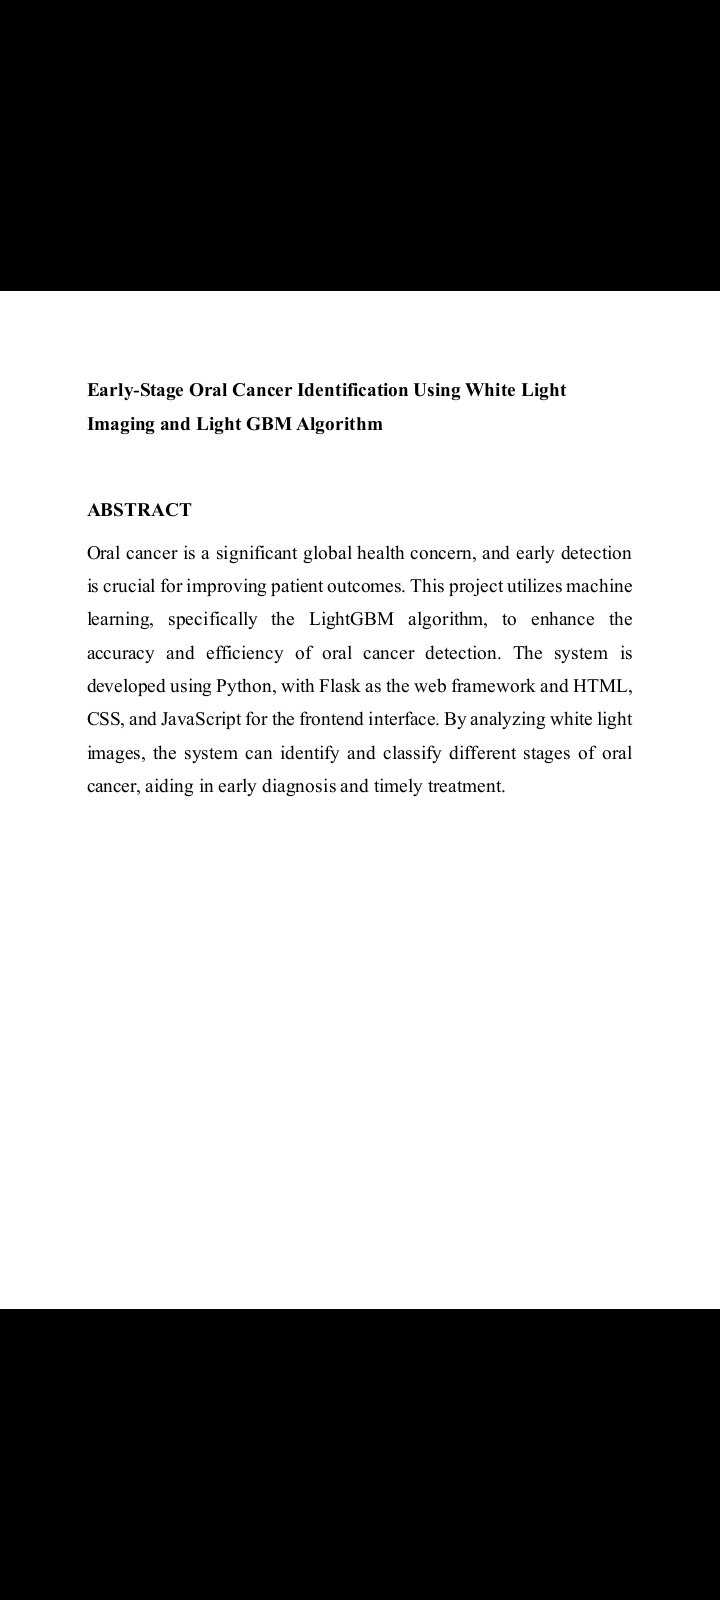 Early-Stage Oral Cancer Identification Using White Light
Imaging and Light GBM Algorithm
ABSTRACT
Oral cancer is a significant global health concern, and early detection
is crucial for improving patient outcomes. This project utilizes machine
learning, specifically the LightGBM algorithm, to enhance the
accuracy and efficiency of oral cancer detection. The system is
developed using Python, with Flask as the web framework and HTML,
CSS, and JavaScript for the frontend interface. By analyzing white light
images, the system can identify and classify different stages of oral
cancer, aiding in early diagnosis and timely treatment.